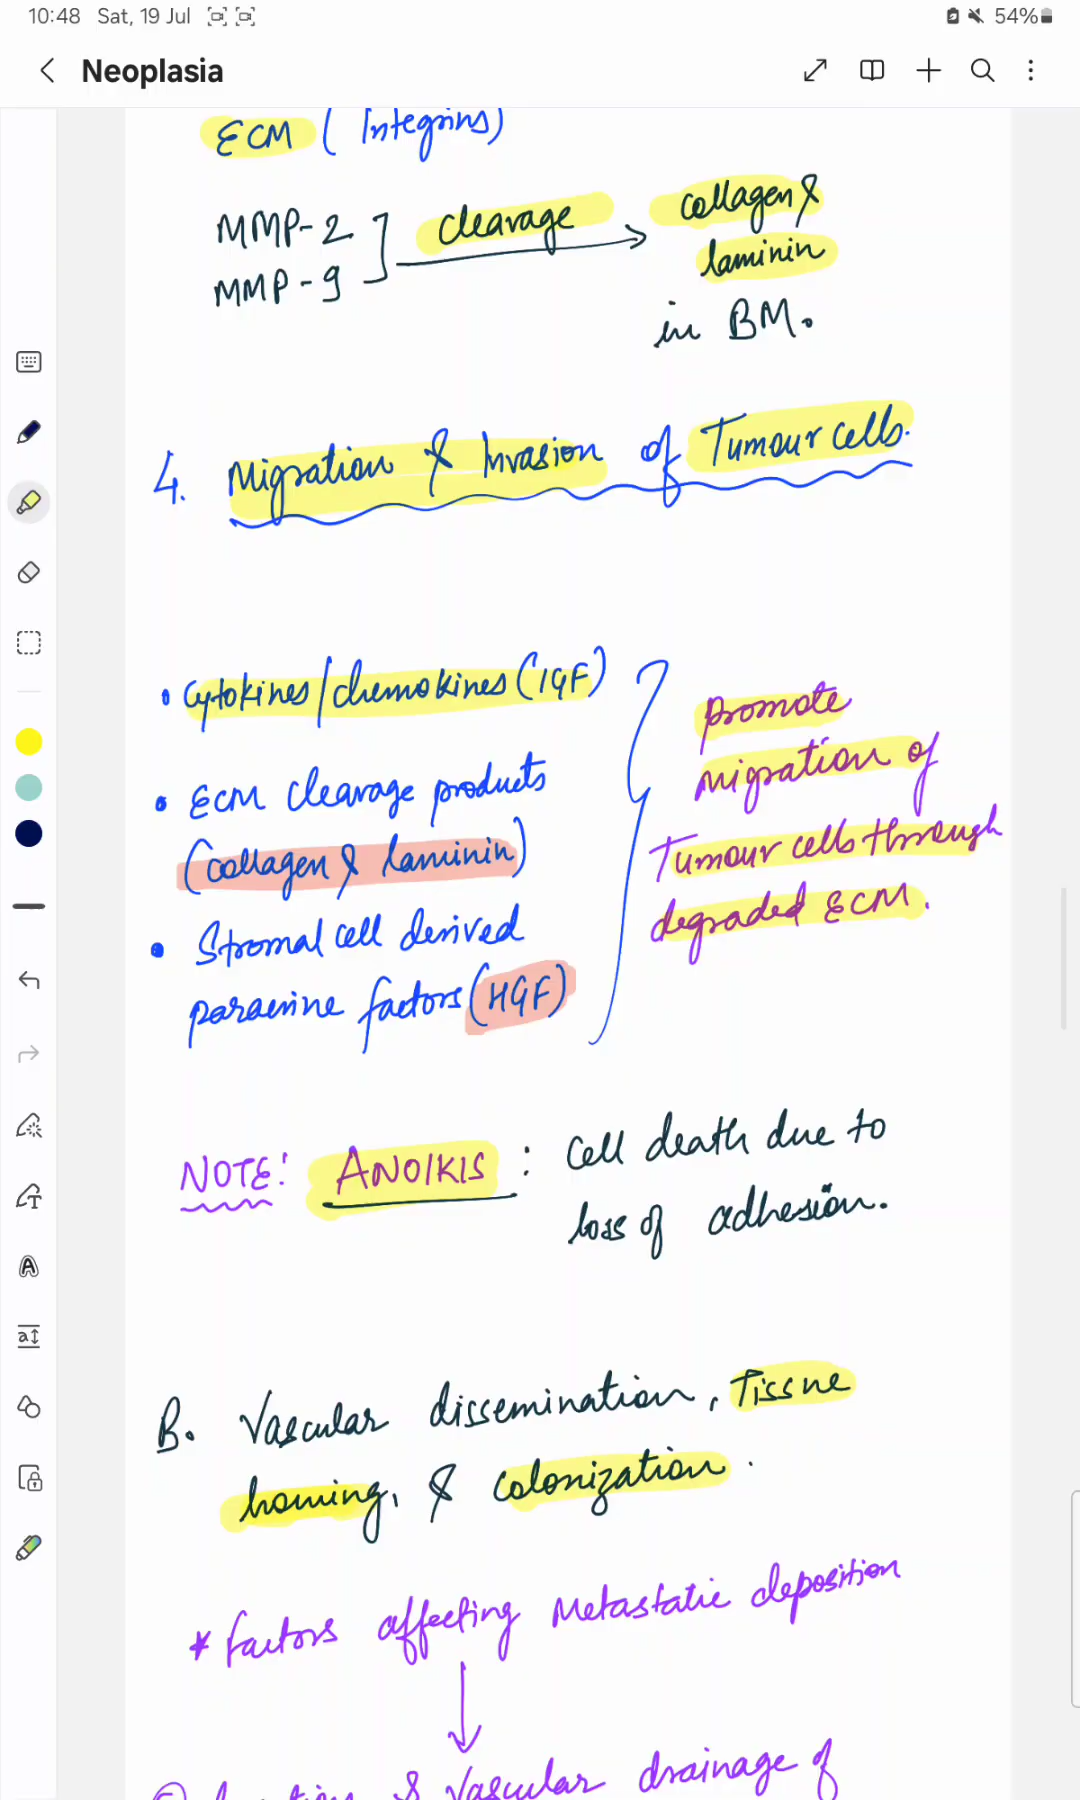 10:48 Sat, 19 Jul 54%
Neoplasia
ECM (Integrins)
MMP-2
MMP-9
cleavage
collagen &
laminin
in BM.
4. Migration & Invasion of Tumour cells.
• Cytokines/chemokines (IGF)
• ECM cleavage products
(collagen & laminin)
• Stromal cell derived
paracrine factors (HGF)
promote
migration of
Tumour cells through
degraded ECM.
NOTE! ANOIKIS : Cell death due to
loss of adhesion.
B. Vascular dissemination, Tissue
homing, & colonization.
* factors affecting Metastatic deposition
& Vascular drainage of